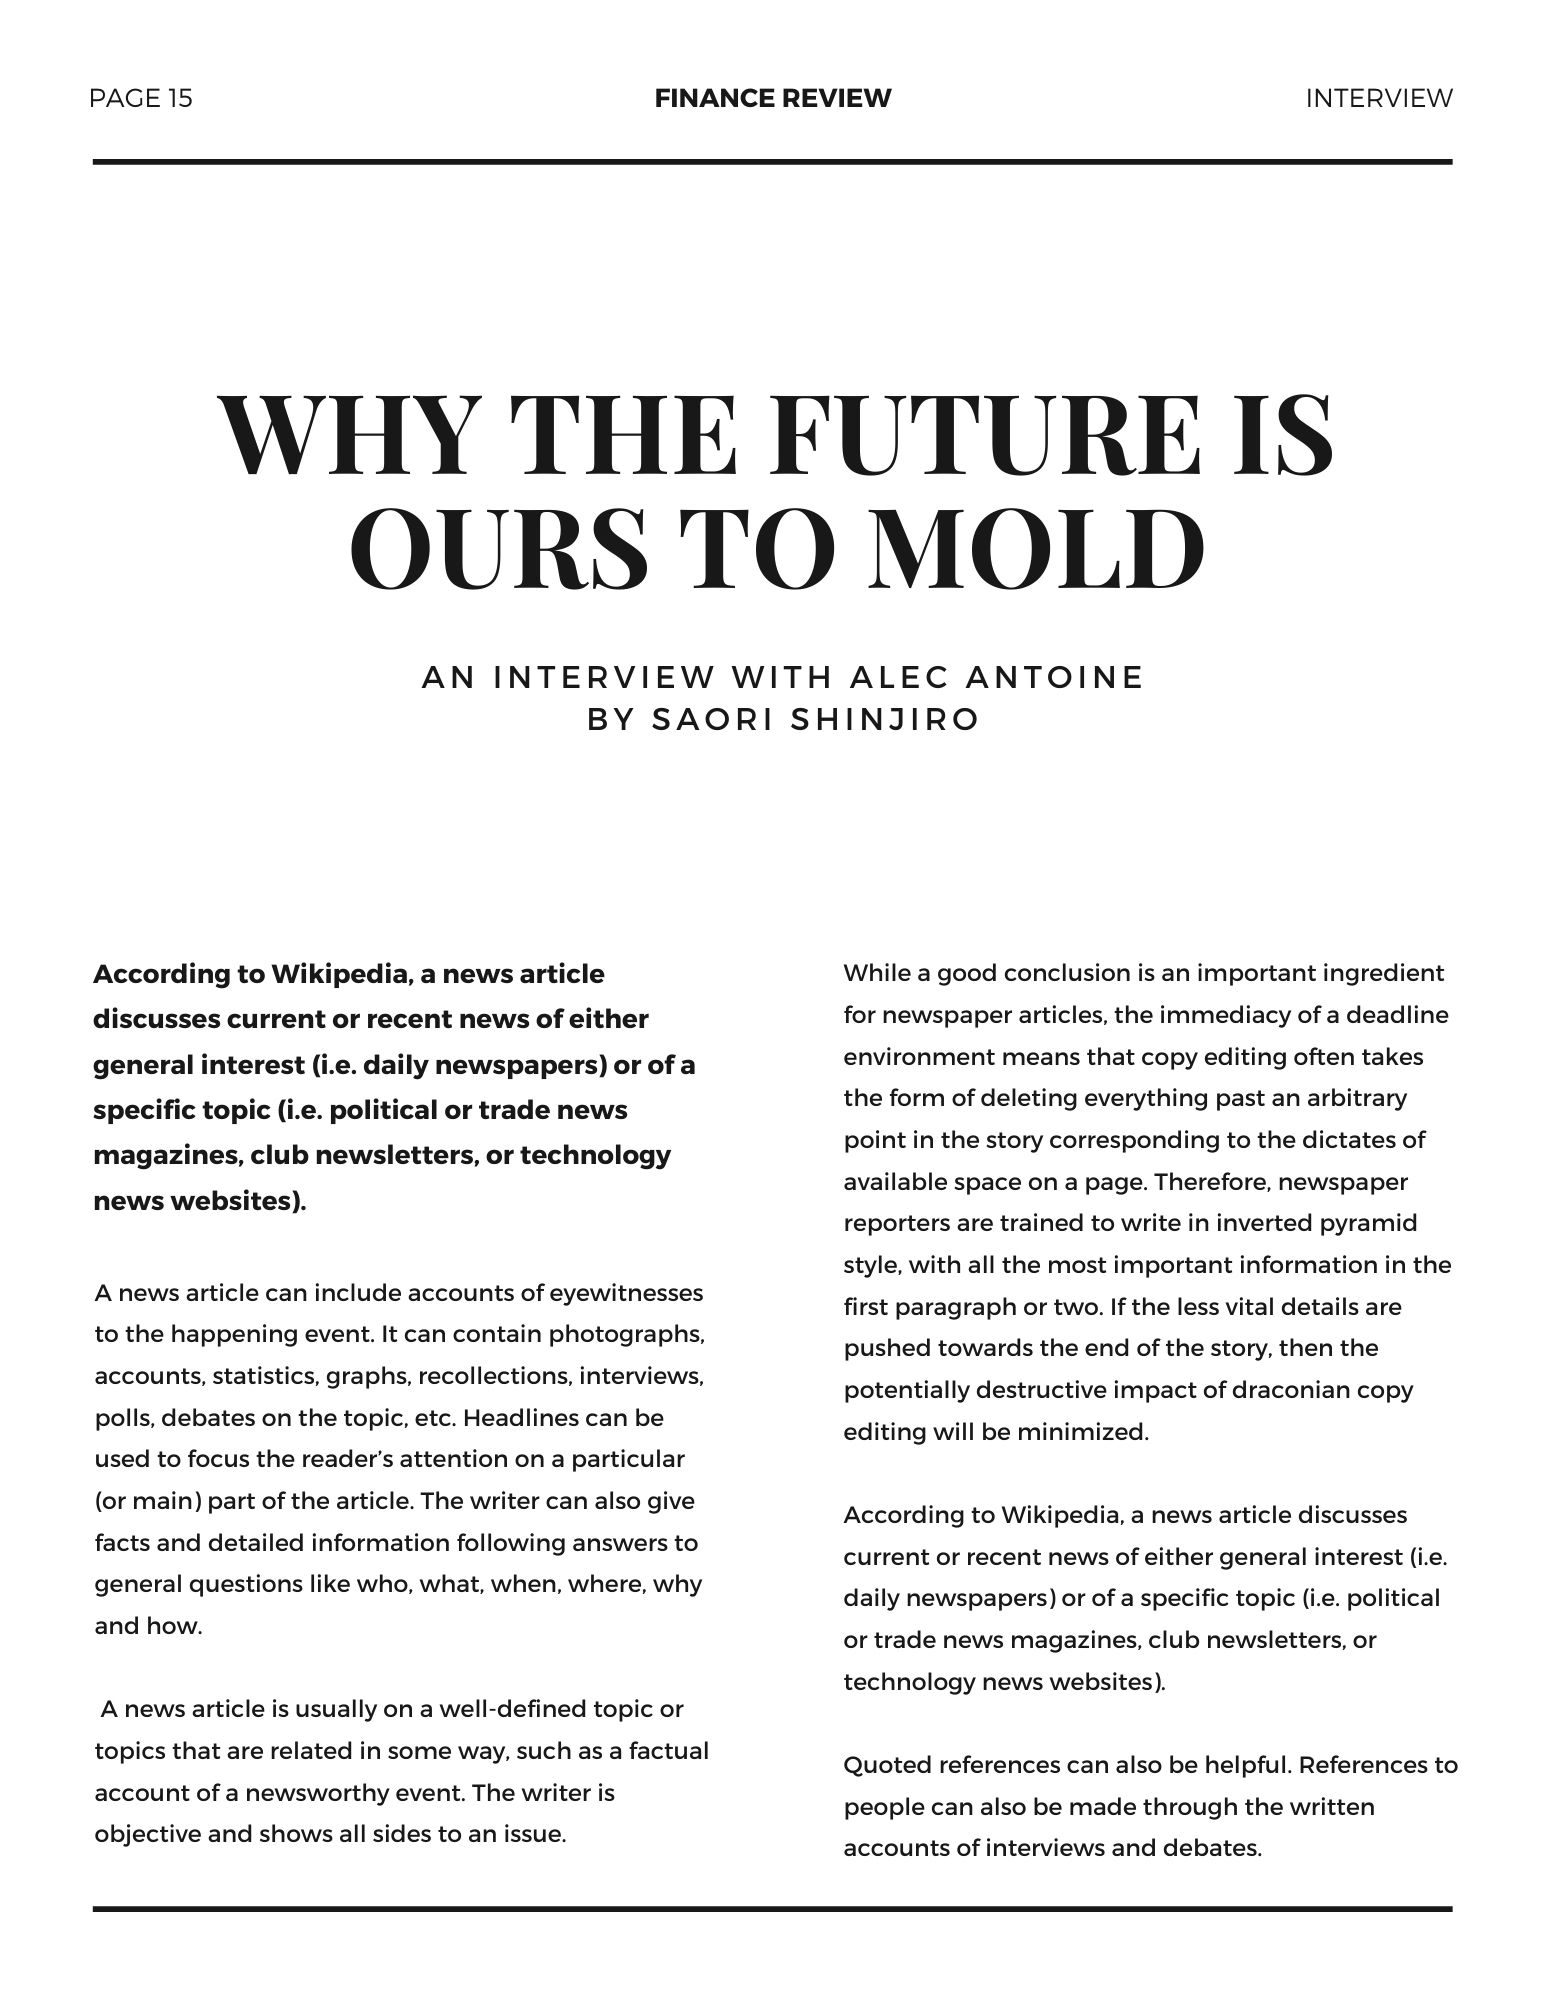 PAGE 15
FINANCE REVIEW
INTERVIEW
WHY THE FUTURE IS
OURS TO MOLD
AN INTERVIEW WITH ALEC ANTOINE
BY SAORI SHINJIRO
According to Wikipedia, a news article
discusses current or recent news of either
general interest (i.e. daily newspapers) or of a
specific topic (i.e. political or trade news
magazines, club newsletters, or technology
news websites).
A news article can include accounts of eyewitnesses
to the happening event. It can contain photographs,
accounts, statistics, graphs, recollections, interviews,
polls, debates on the topic, etc. Headlines can be
used to focus the reader’s attention on a particular
(or main) part of the article. The writer can also give
facts and detailed information following answers to
general questions like who, what, when, where, why
and how.
A news article is usually on a well-defined topic or
topics that are related in some way, such as a factual
account of a newsworthy event. The writer is
objective and shows all sides to an issue.
While a good conclusion is an important ingredient
for newspaper articles, the immediacy of a deadline
environment means that copy editing often takes
the form of deleting everything past an arbitrary
point in the story corresponding to the dictates of
available space on a page. Therefore, newspaper
reporters are trained to write in inverted pyramid
style, with all the most important information in the
first paragraph or two. If the less vital details are
pushed towards the end of the story, then the
potentially destructive impact of draconian copy
editing will be minimized.
According to Wikipedia, a news article discusses
current or recent news of either general interest (i.e.
daily newspapers) or of a specific topic (i.e. political
or trade news magazines, club newsletters, or
technology news websites).
Quoted references can also be helpful. References to
people can also be made through the written
accounts of interviews and debates.